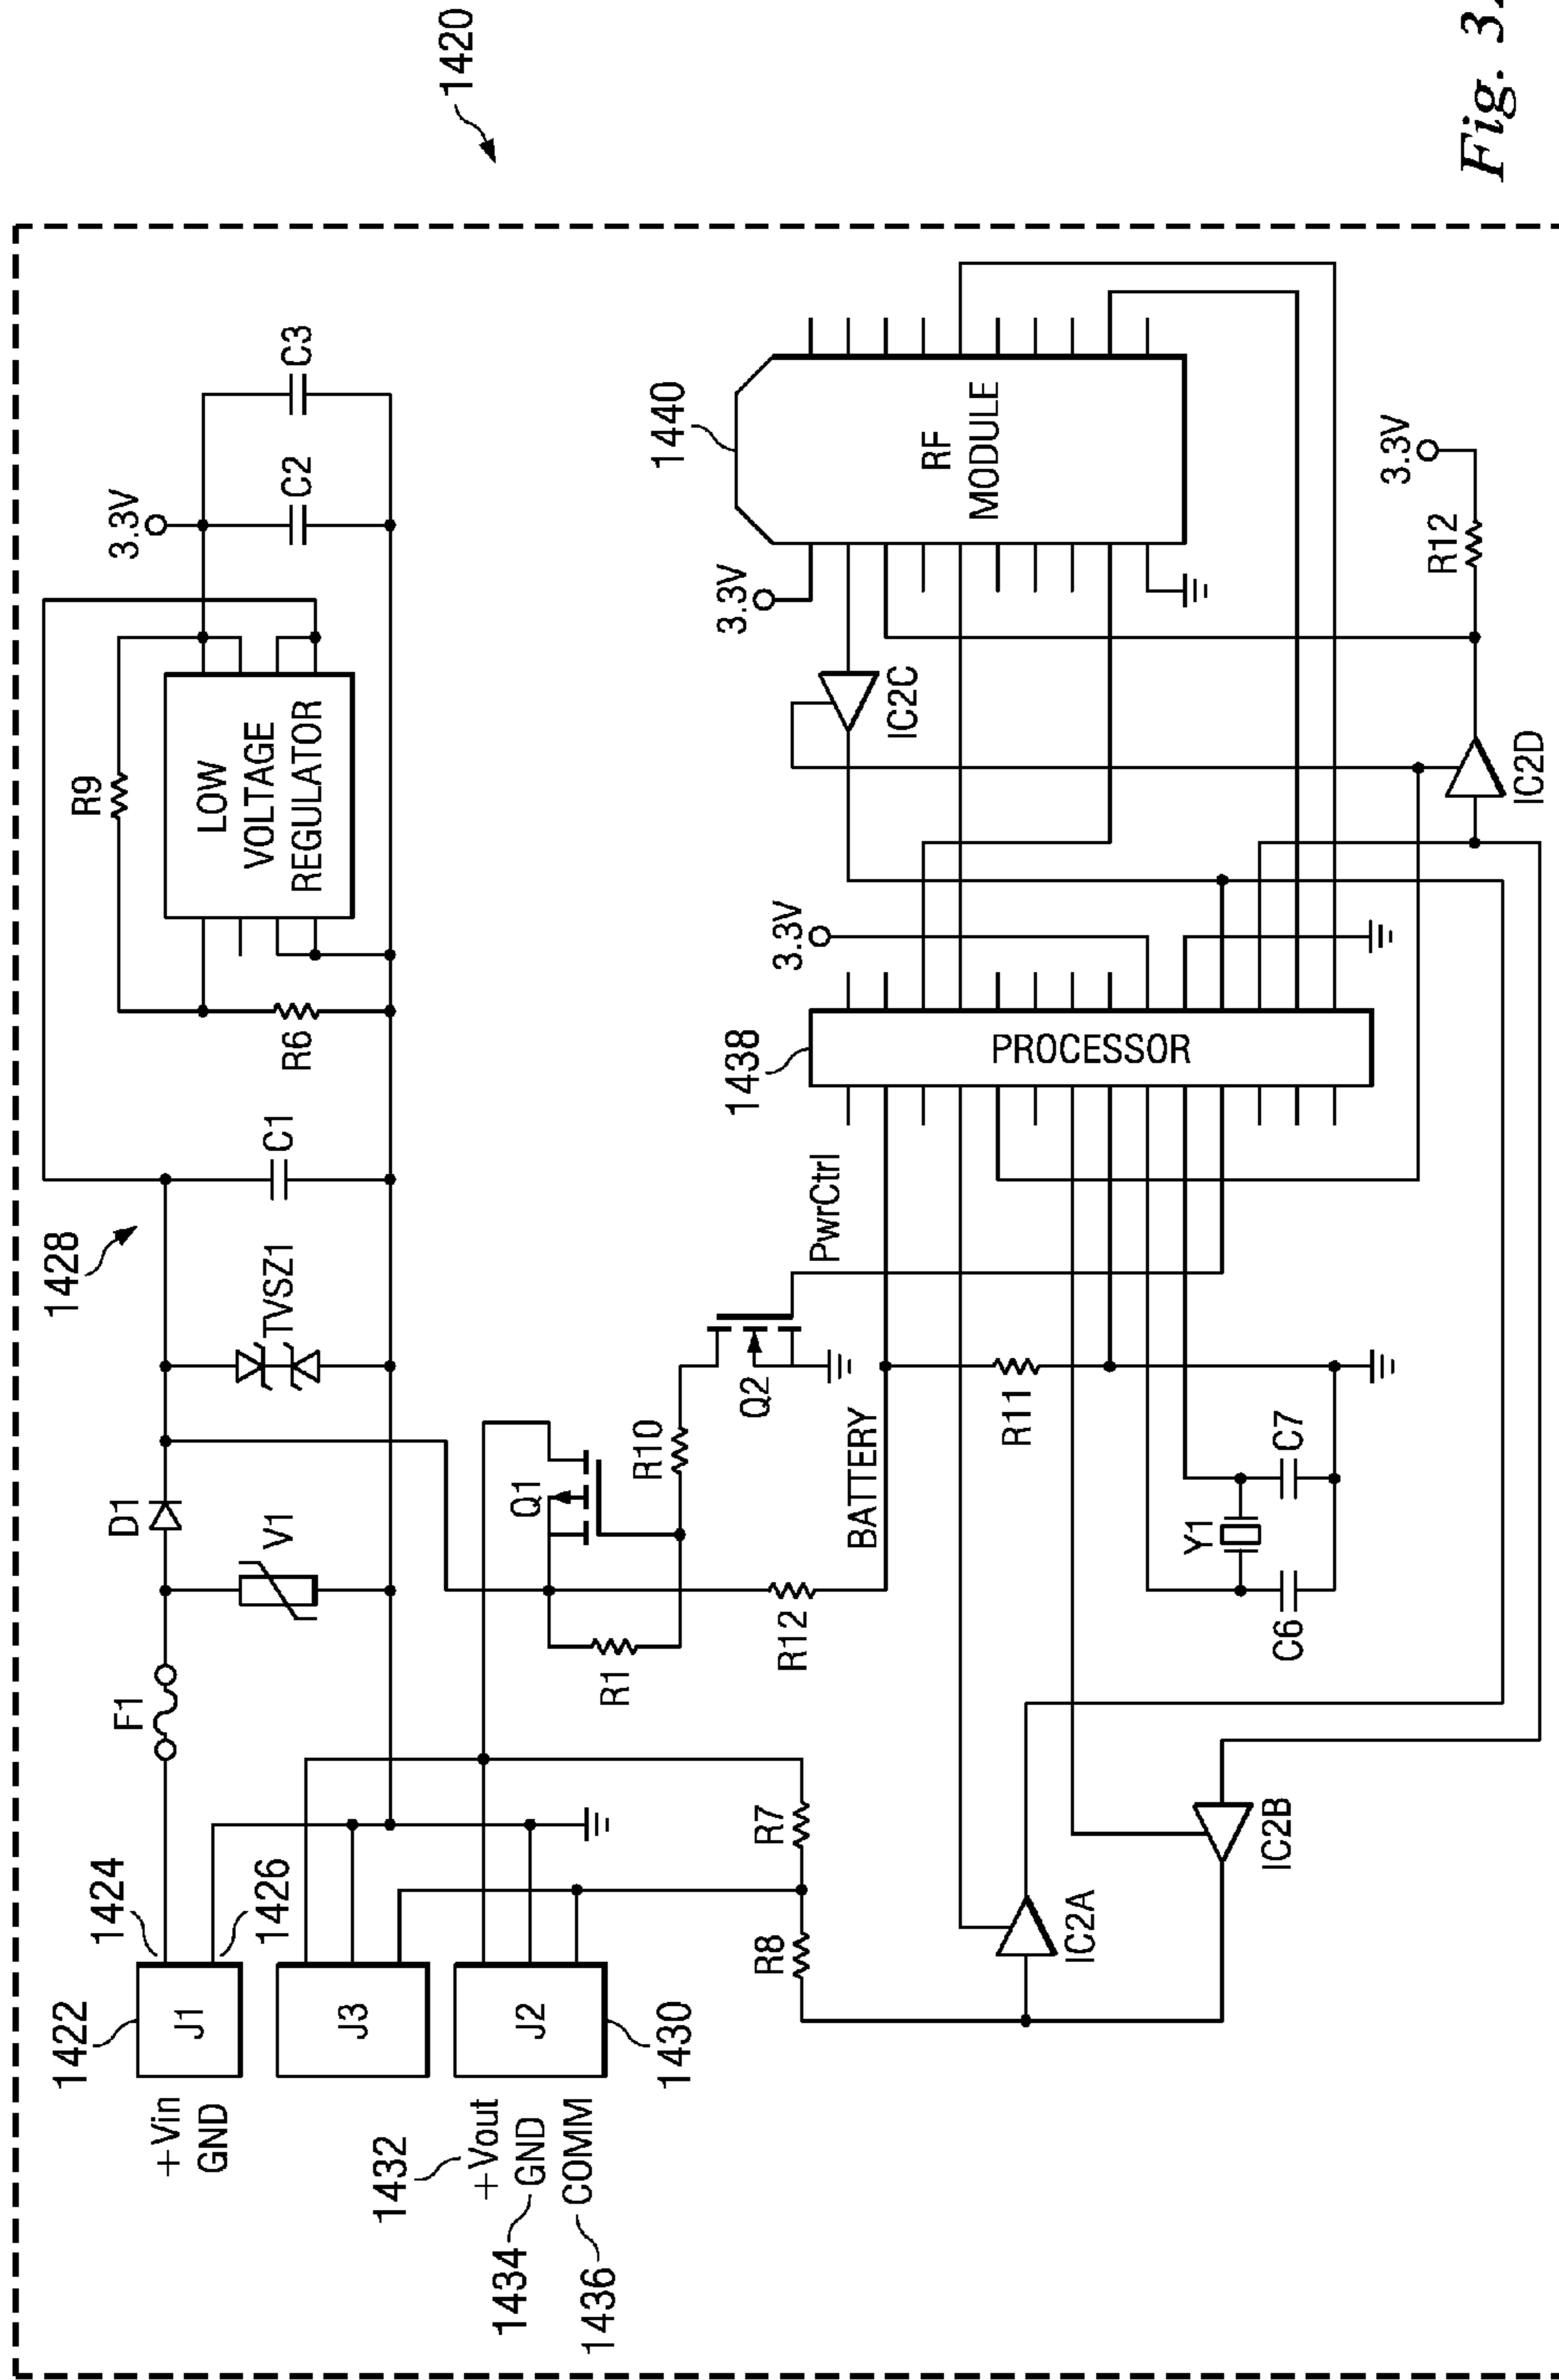 1420
Fig. 3
1428
1424
1426
1422
J1
+Vin
GND
F1
D1
V1
TVSZ1
C1
R6
R9
LOW
VOLTAGE
REGULATOR
3.3V
C2
C3
J3
J2
1430
1432
+Vout
1434
GND
1436
COMM
R7
R8
R1
Q1
R10
R12
Q2
PwrCtrl
BATTERY
R11
Y1
C6
C7
1438
PROCESSOR
3.3V
IC2A
IC2B
IC2C
IC2D
3.3V
1440
RF
MODULE
R12
3.3V